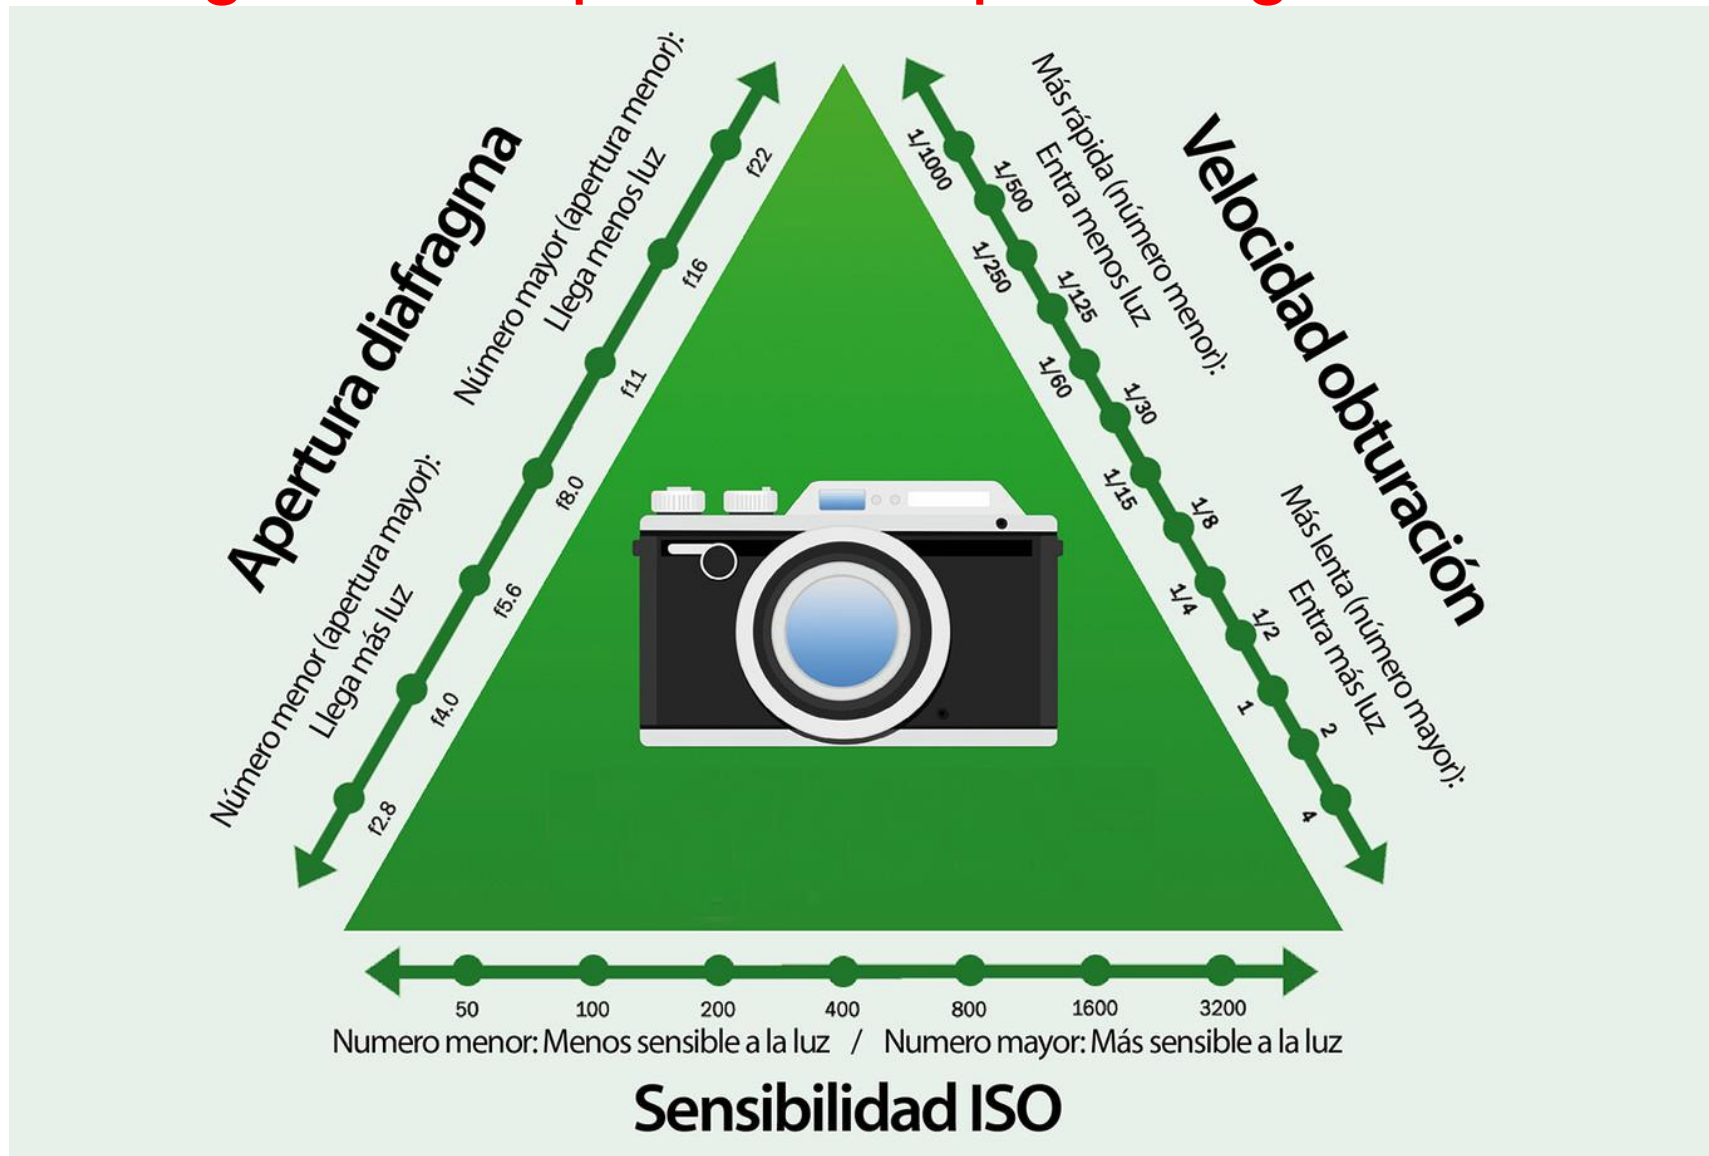 Apertura diafragma
Número mayor (apertura menor):
Llega menos luz
Número menor (apertura mayor):
Llega más luz
f22
f16
f11
f8.0
f5.6
f4.0
f2.8
Velocidad obturación
Más rápida (número menor):
Entra menos luz
Más lenta (número mayor):
Entra más luz
1/1000
1/500
1/250
1/125
1/60
1/30
1/15
1/8
1/4
1/2
1
2
4
50 100 200 400 800 1600 3200
Numero menor: Menos sensible a la luz / Numero mayor: Más sensible a la luz
Sensibilidad ISO